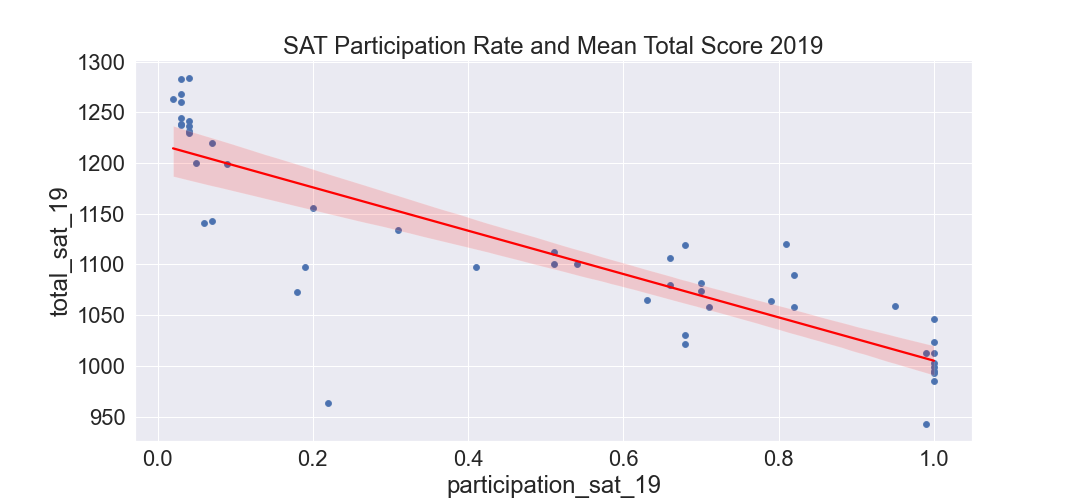 SAT Participation Rate and Mean Total Score 2019
1300
1250
1200
1150
1100
1050
1000
950
total_sat_19
0.0 0.2 0.4 0.6 0.8 1.0
participation_sat_19